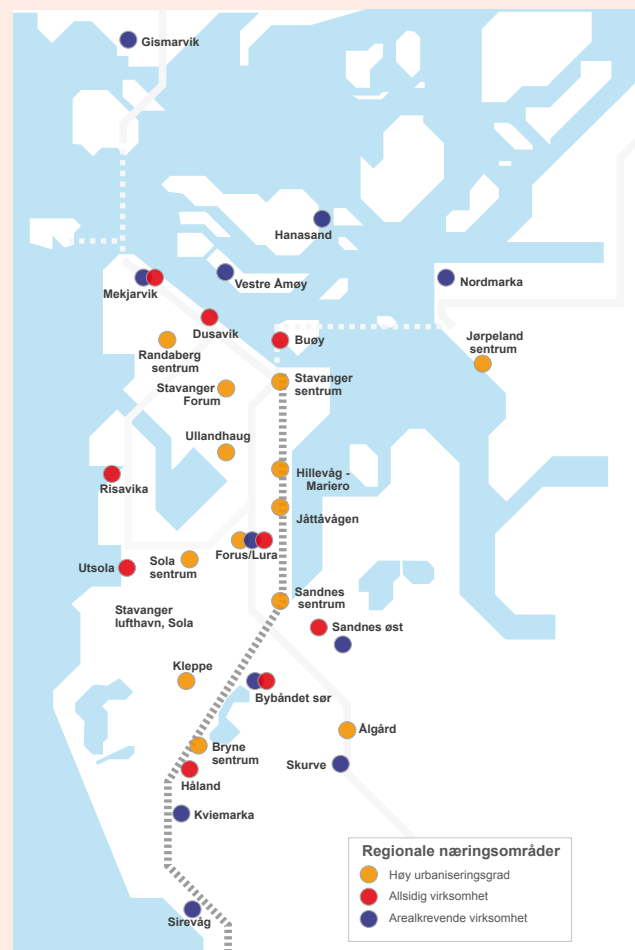 Gismarvik
Hanasand
Vestre Åmøy
Nordmarka
Mekjarvik
Dusavik
Buøy
Randaberg
sentrum
Jørpeland
sentrum
Stavanger
Forum
Stavanger
sentrum
Ullandhaug
Hillevåg -
Mariero
Risavika
Jåttåvågen
Forus/Lura
Utsola
Sola
sentrum
Stavanger
lufthavn, Sola
Sandnes
sentrum
Sandnes øst
Kleppe
Bybåndet sør
Ålgård
Bryne
sentrum
Skurve
Håland
Kviemarka
Sirevåg
Regionale næringsområder
Høy urbaniseringsgrad
Allsidig virksomhet
Arealkrevende virksomhet